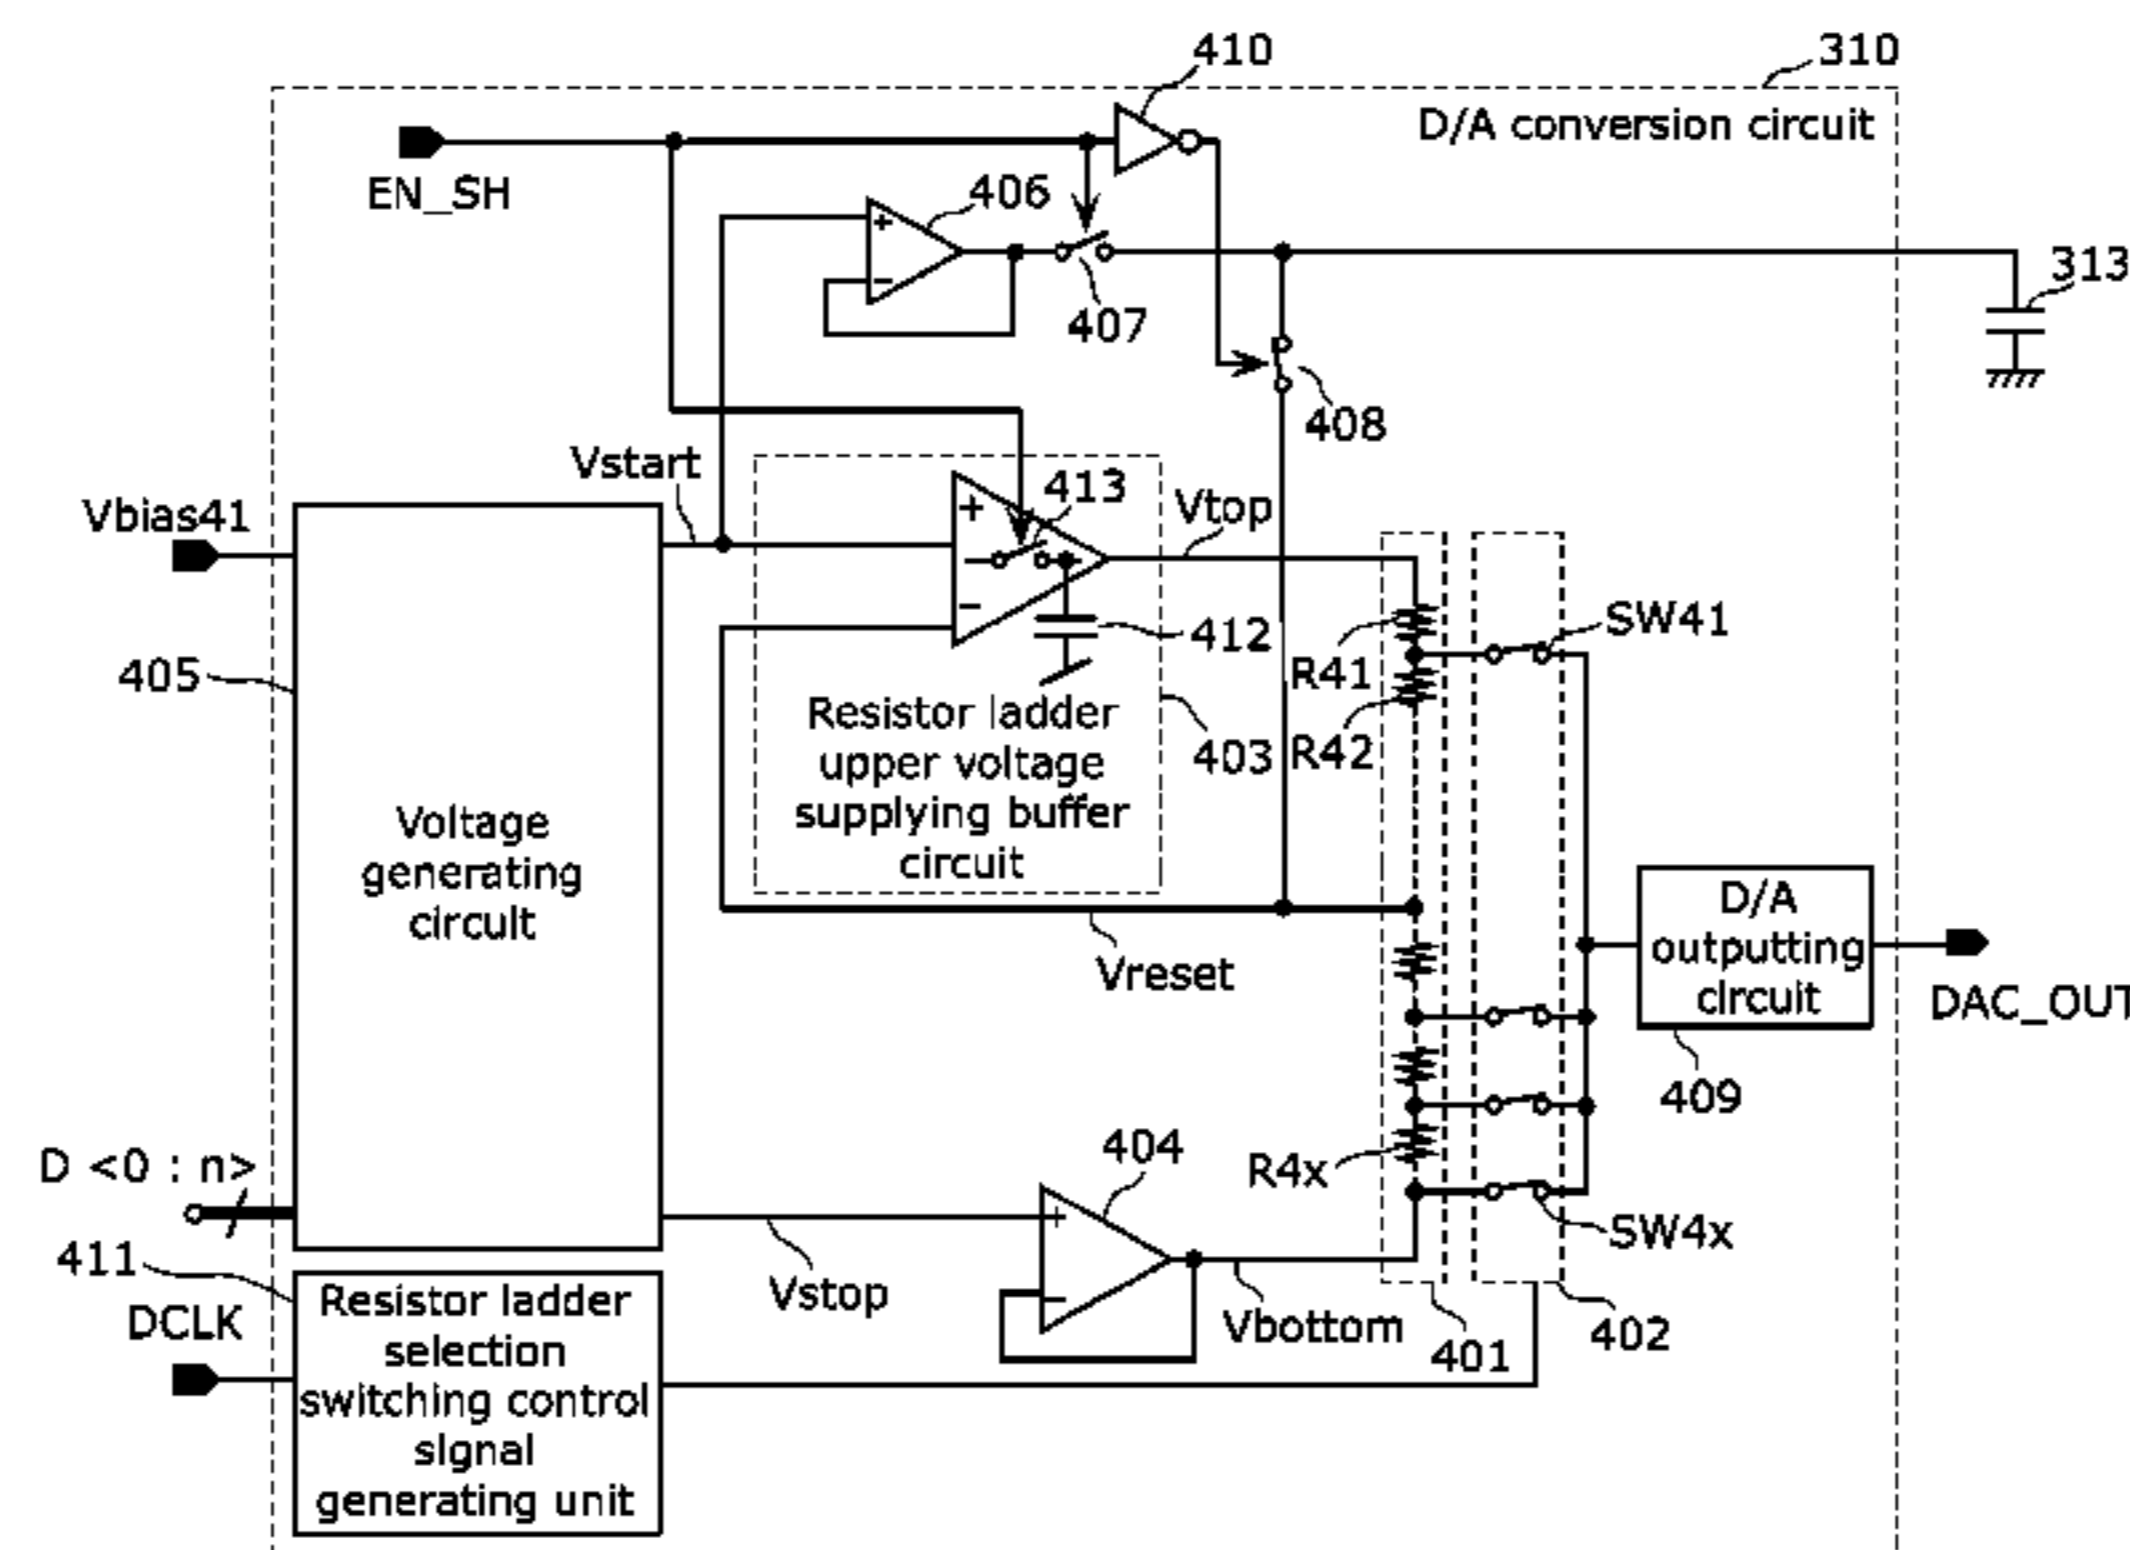 410
310
D/A conversion circuit
EN_SH
406
407
313
408
Vstart
413
Vtop
Vbias41
+
-
+
-
SW41
412
405
R41
R42
403
Resistor ladder
upper voltage
supplying buffer
circuit
Voltage
generating
circuit
D/A
outputting
circuit
Vreset
DAC_OUT
409
404
D <0 : n>
R4x
+
-
SW4x
411
Vstop
Vbottom
401
402
DCLK
Resistor ladder
selection
switching control
signal
generating unit